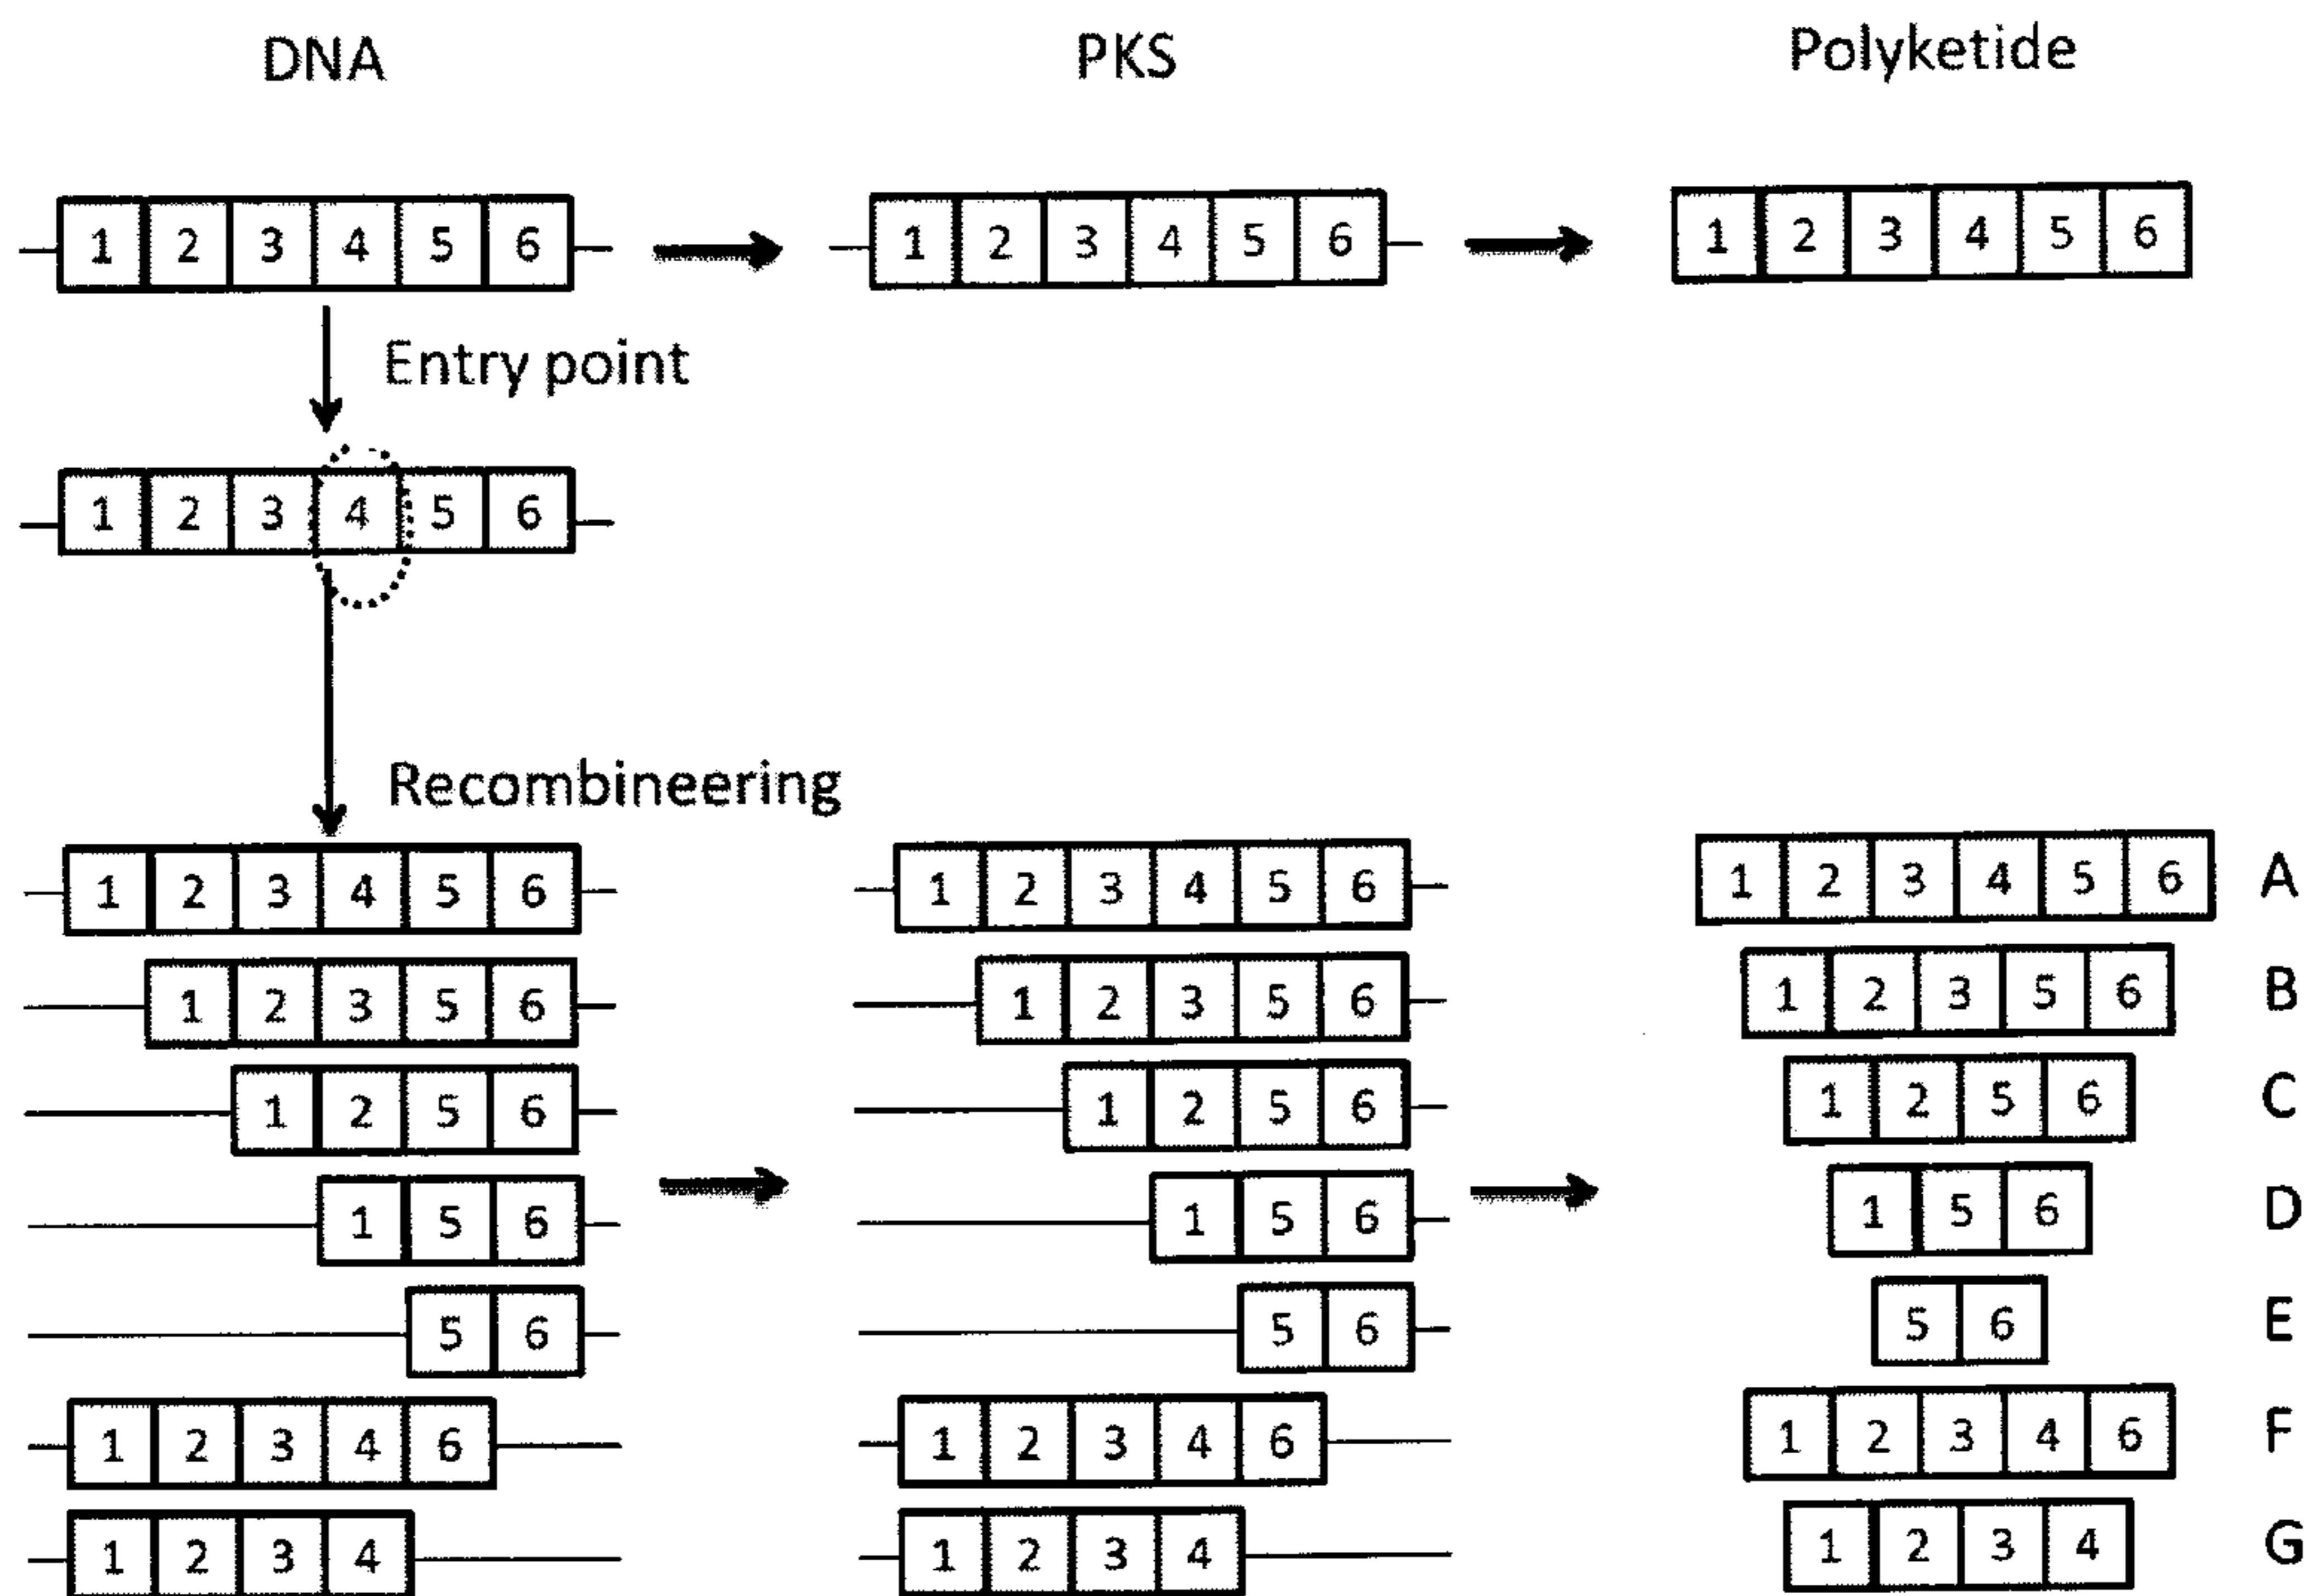 DNA PKS Polyketide
1 2 3 4 5 6 1 2 3 4 5 6 1 2 3 4 5 6
Entry point
1 2 3 4 5 6
Recombineering
1 2 3 4 5 6 1 2 3 4 5 6 1 2 3 4 5 6 A
1 2 3 5 6 1 2 3 5 6 1 2 3 5 6 B
1 2 5 6 1 2 5 6 1 2 5 6 C
1 5 6 1 5 6 1 5 6 D
5 6 5 6 5 6 E
1 2 3 4 6 1 2 3 4 6 1 2 3 4 6 F
1 2 3 4 1 2 3 4 1 2 3 4 G